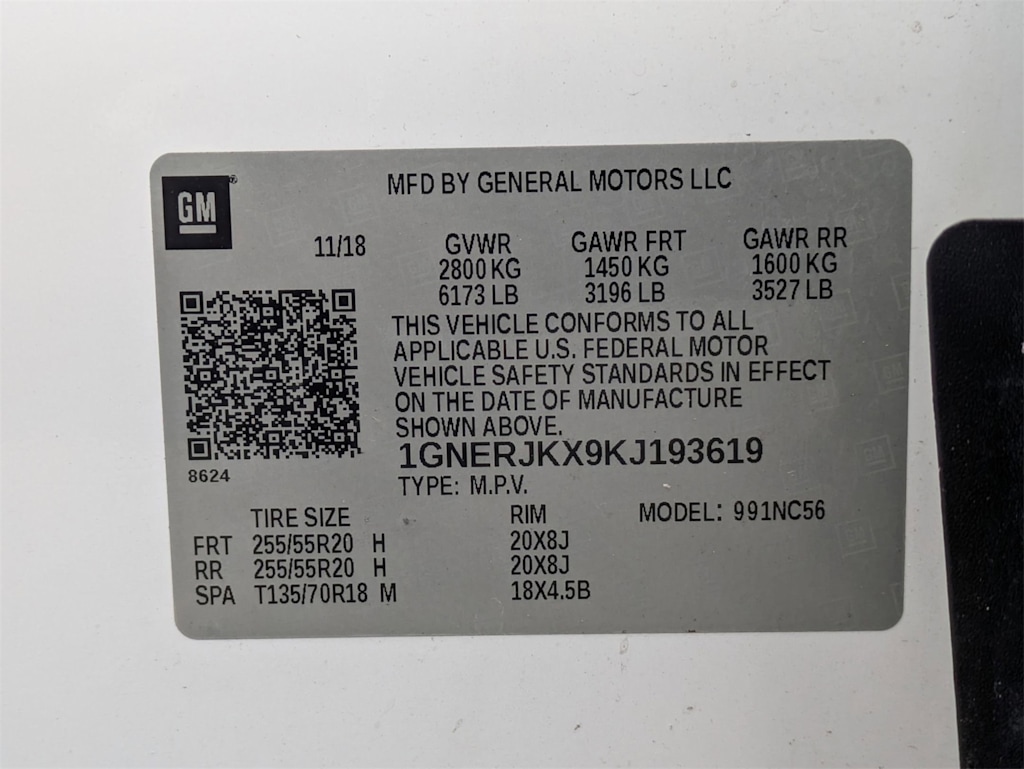 GM
MFD BY GENERAL MOTORS LLC
11/18 GVWR GAWR FRT GAWR RR
2800 KG 1450 KG 1600 KG
6173 LB 3196 LB 3527 LB
THIS VEHICLE CONFORMS TO ALL
APPLICABLE U.S. FEDERAL MOTOR
VEHICLE SAFETY STANDARDS IN EFFECT
ON THE DATE OF MANUFACTURE
SHOWN ABOVE.
1GNERJKX9KJ193619
8624
TYPE: M.P.V.
TIRE SIZE RIM MODEL: 991NC56
FRT 255/55R20 H 20X8J
RR 255/55R20 H 20X8J
SPA T135/70R18 M 18X4.5B